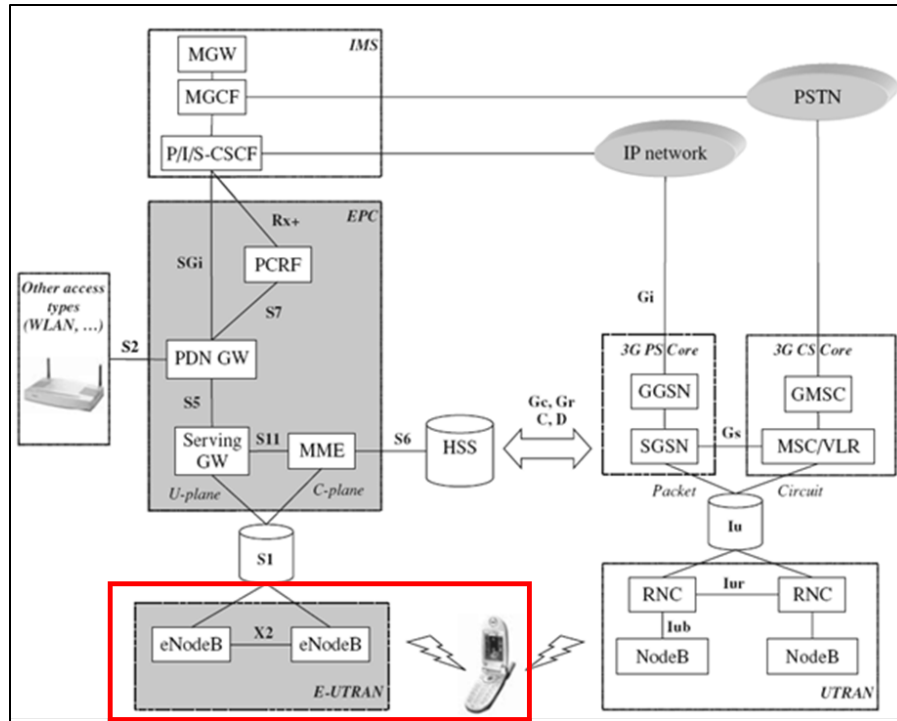 IMS
MGW
MGCF
PSTN
P/I/S-CSCF
IP network
EPC
Rx+
SGi
PCRF
Gi
Other access
types
(WLAN, ...)
S7
S2
PDN GW
3G PS Core
3G CS Core
S5
GGSN
GMSC
Gc, Gr
C, D
Serving
GW
S11
MME
S6
HSS
SGSN
Gs
MSC/VLR
U-plane
C-plane
Packet
Circuit
S1
Iu
RNC
Iur
RNC
eNodeB
X2
eNodeB
Iub
NodeB
NodeB
E-UTRAN
UTRAN